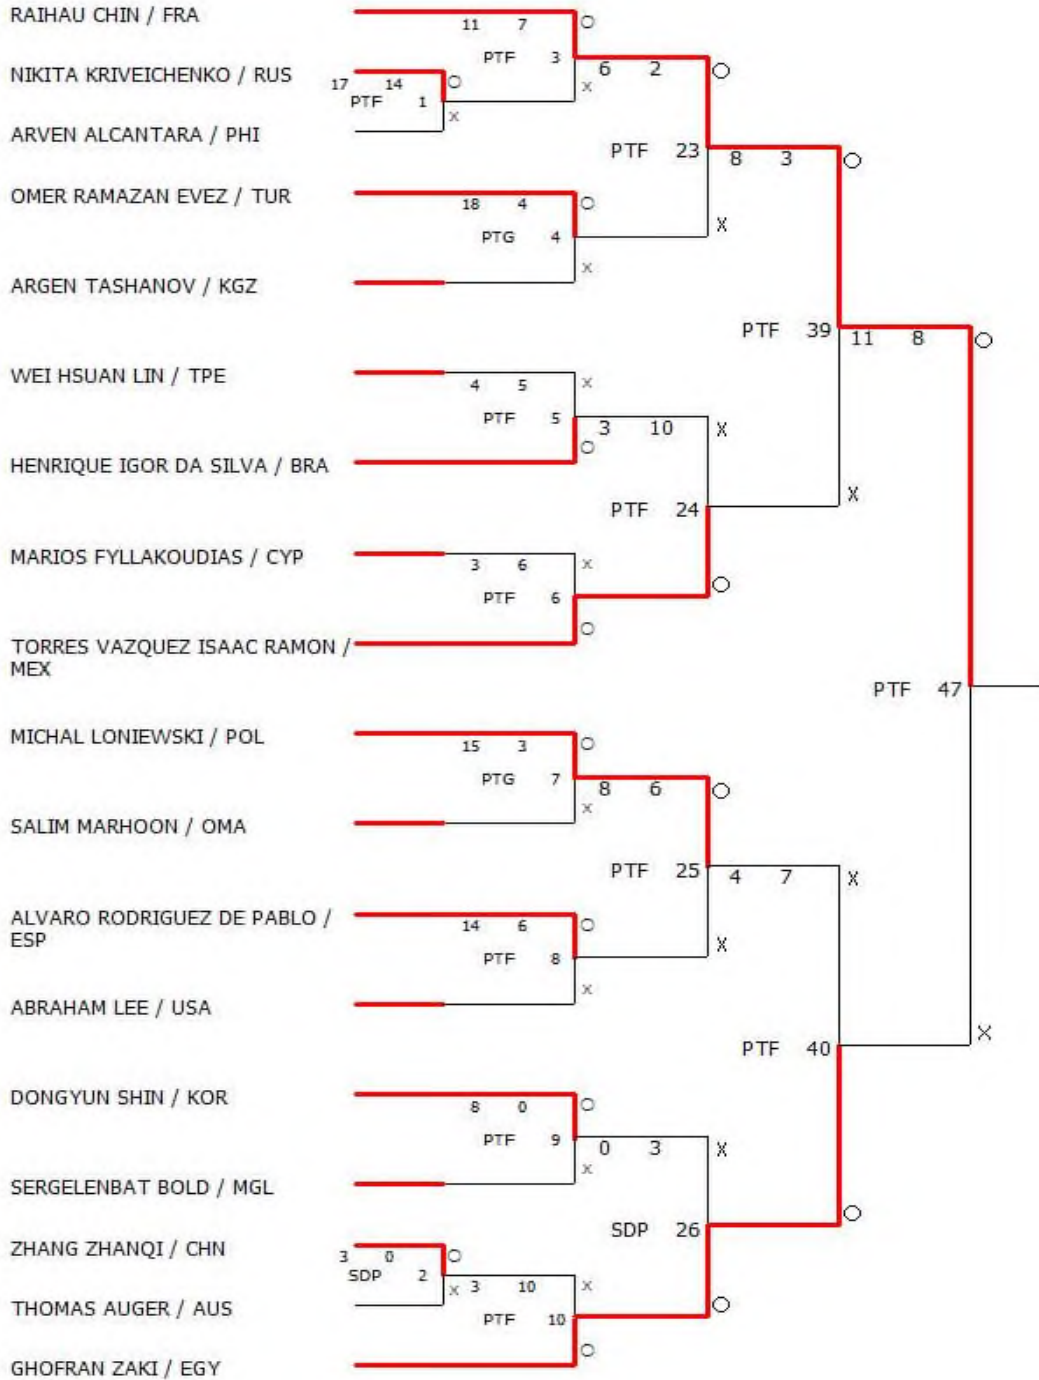 RAIHAU CHIN / FRA
11 7 O
PTF 3
6 2 O
X
NIKITA KRIVEICHENKO / RUS
17 14 O
PTF 1
X
ARVEN ALCANTARA / PHI
PTF 23
8 3 O
OMER RAMAZAN EVEZ / TUR
18 4 O
PTG 4
X
X
ARGEN TASHANOV / KGZ
PTF 39
11 8 O
WEI HSUAN LIN / TPE
4 5 X
PTF 5
3 10 X
O
HENRIQUE IGOR DA SILVA / BRA
X
PTF 24
MARIOS FYLLAKOUDIAS / CYP
3 6 X
PTF 6
O
O
TORRES VAZQUEZ ISAAC RAMON /
MEX
PTF 47
MICHAL LONIEWSKI / POL
15 3 O
PTG 7
8 6 O
X
SALIM MARHOON / OMA
PTF 25
4 7 X
ALVARO RODRIGUEZ DE PABLO /
ESP
14 6 O
PTF 8
X
X
ABRAHAM LEE / USA
X
PTF 40
DONGYUN SHIN / KOR
8 0 O
PTF 9
0 3 X
X
SERGELENBAT BOLD / MGL
O
SDP 26
ZHANG ZHANQI / CHN
3 0 O
SDP 2
X 3 10 X
THOMAS AUGER / AUS
O
PTF 10
O
GHOFRAN ZAKI / EGY